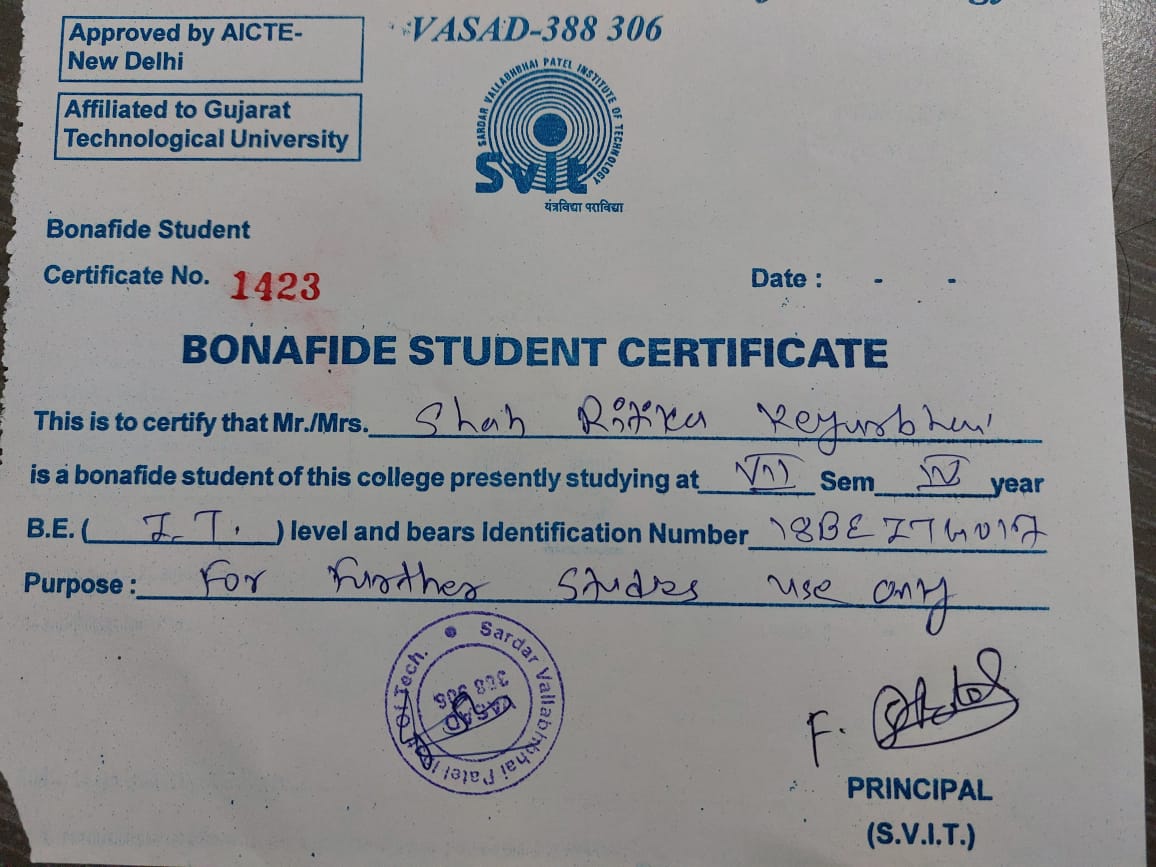 Approved by AICTE-
New Delhi
VASAD-388 306
Affiliated to Gujarat
Technological University
SARDAR VALLABHBHAI PATEL INSTITUTE OF TECHNOLOGY
Svit
यंत्रविद्या पराविद्या
Bonafide Student
Certificate No. 1423
Date : - -
BONAFIDE STUDENT CERTIFICATE
This is to certify that Mr./Mrs. Shah Ritika Keyurbhai
is a bonafide student of this college presently studying at VII Sem IV year
B.E. ( I.T. ) level and bears Identification Number 18BEITG017
Purpose : For Further Studies use only
Sardar Vallabhbhai Patel Inst. Of Tech.
VASAD
388 306
F.
PRINCIPAL
(S.V.I.T.)